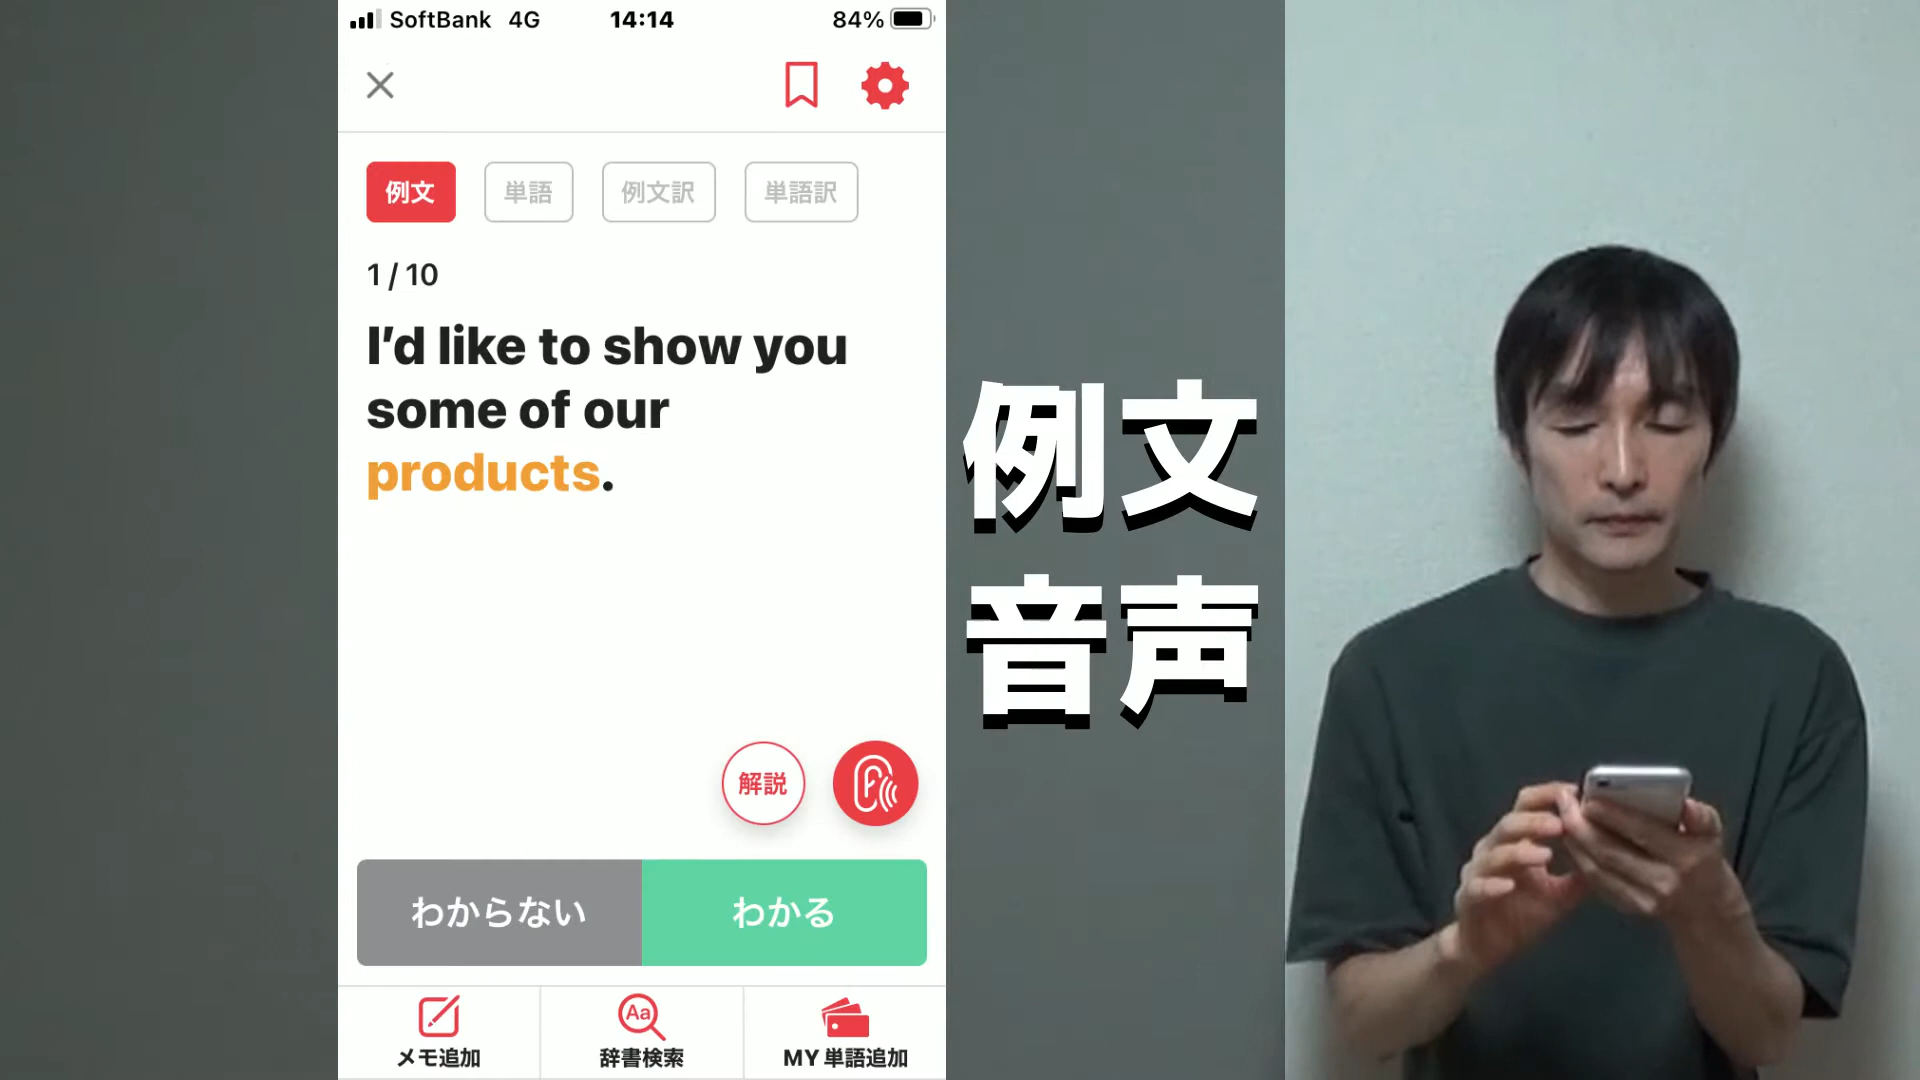 SoftBank 4G 14:14 84%
例文 単語 例文訳 単語訳
1 / 10
I'd like to show you
some of our
products.
解説
わからない わかる
Aa
メモ追加 辞書検索 MY 単語追加
例文
音声